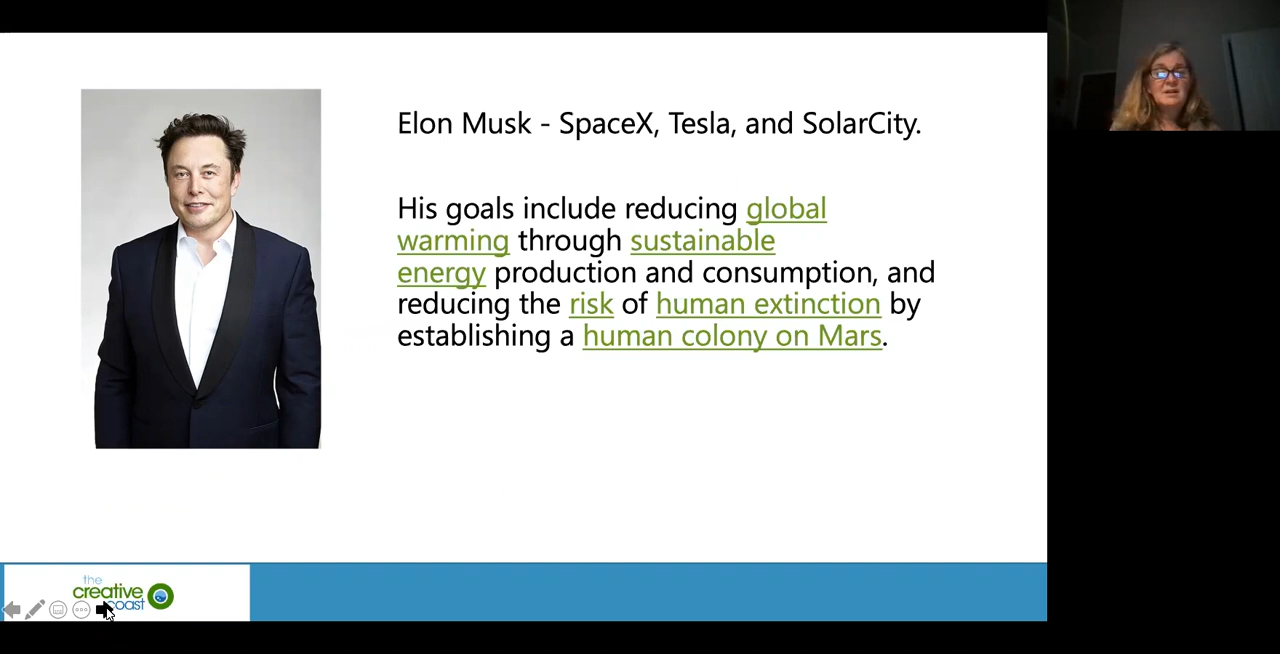 Elon Musk - SpaceX, Tesla, and SolarCity.
His goals include reducing global
warming through sustainable
energy production and consumption, and
reducing the risk of human extinction by
establishing a human colony on Mars.
the
creative
coast